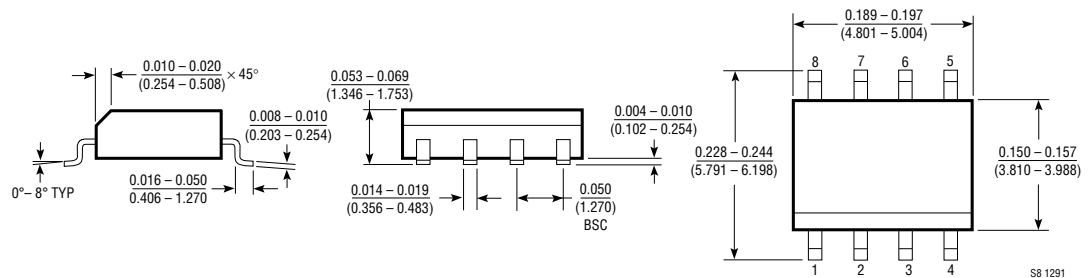 0.010 – 0.020
(0.254 – 0.508)
× 45°
0.008 – 0.010
(0.203 – 0.254)
0°– 8° TYP
0.016 – 0.050
0.406 – 1.270
0.053 – 0.069
(1.346 – 1.753)
0.004 – 0.010
(0.102 – 0.254)
0.014 – 0.019
(0.356 – 0.483)
0.050
(1.270)
BSC
0.189 – 0.197
(4.801 – 5.004)
8 7 6 5
0.228 – 0.244
(5.791 – 6.198)
0.150 – 0.157
(3.810 – 3.988)
1 2 3 4
S8 1291